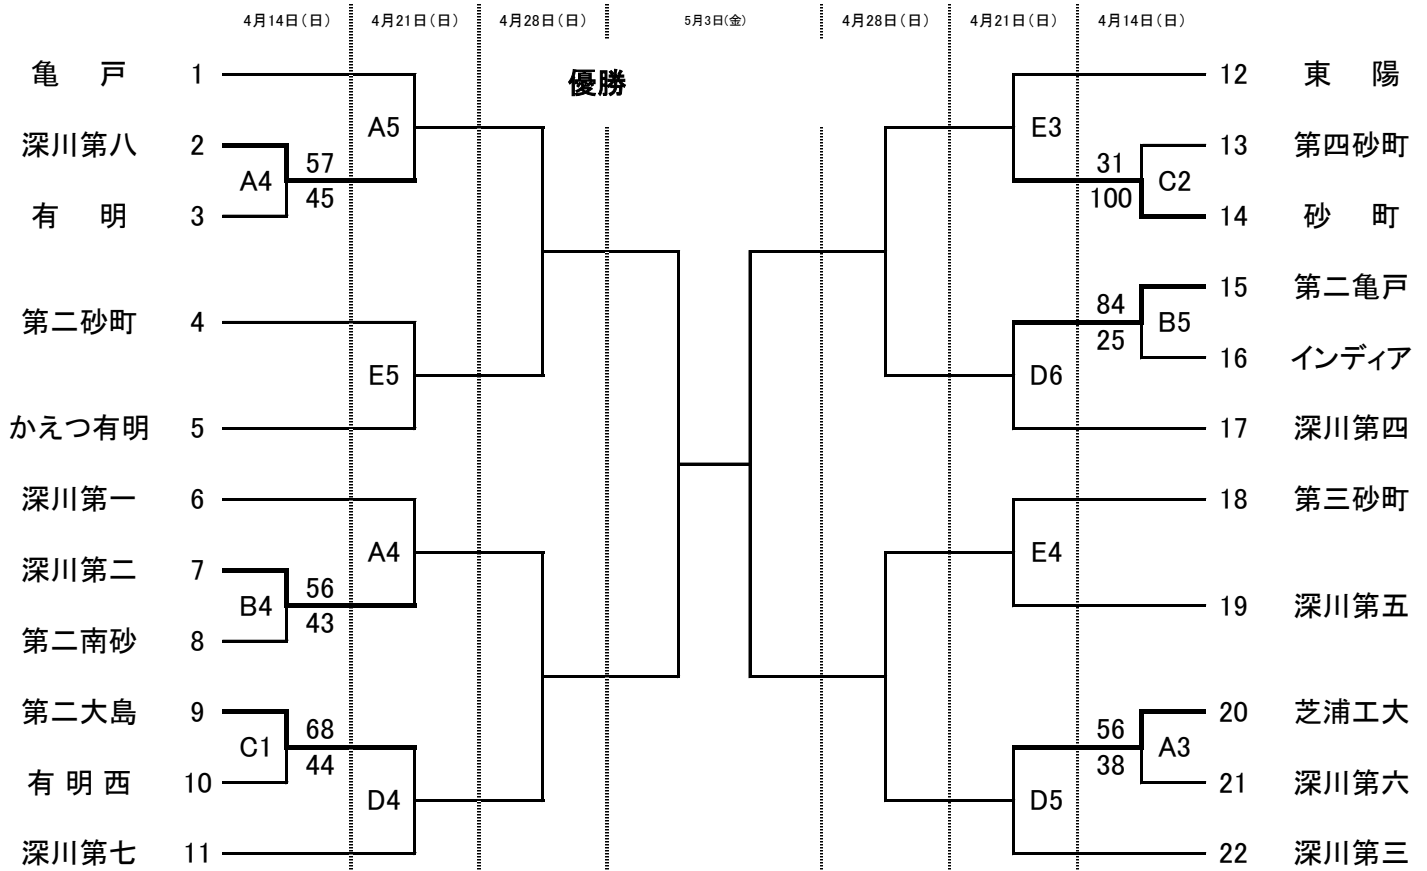 4月14日(日) 4月21日(日) 4月28日(日) 5月3日(金) 4月28日(日) 4月21日(日) 4月14日(日)
優勝
亀 戸 1
A5
深川第八 2
A4
57
45
有 明 3
第二砂町 4
E5
かえつ有明 5
深川第一 6
A4
深川第二 7
B4
56
43
第二南砂 8
第二大島 9
C1
68
44
有 明 西 10
D4
深川第七 11
12 東 陽
E3
13 第四砂町
31
100
C2
14 砂 町
15 第二亀戸
84
25
B5
16 インディア
D6
17 深川第四
18 第三砂町
E4
19 深川第五
20 芝浦工大
56
38
A3
21 深川第六
D5
22 深川第三